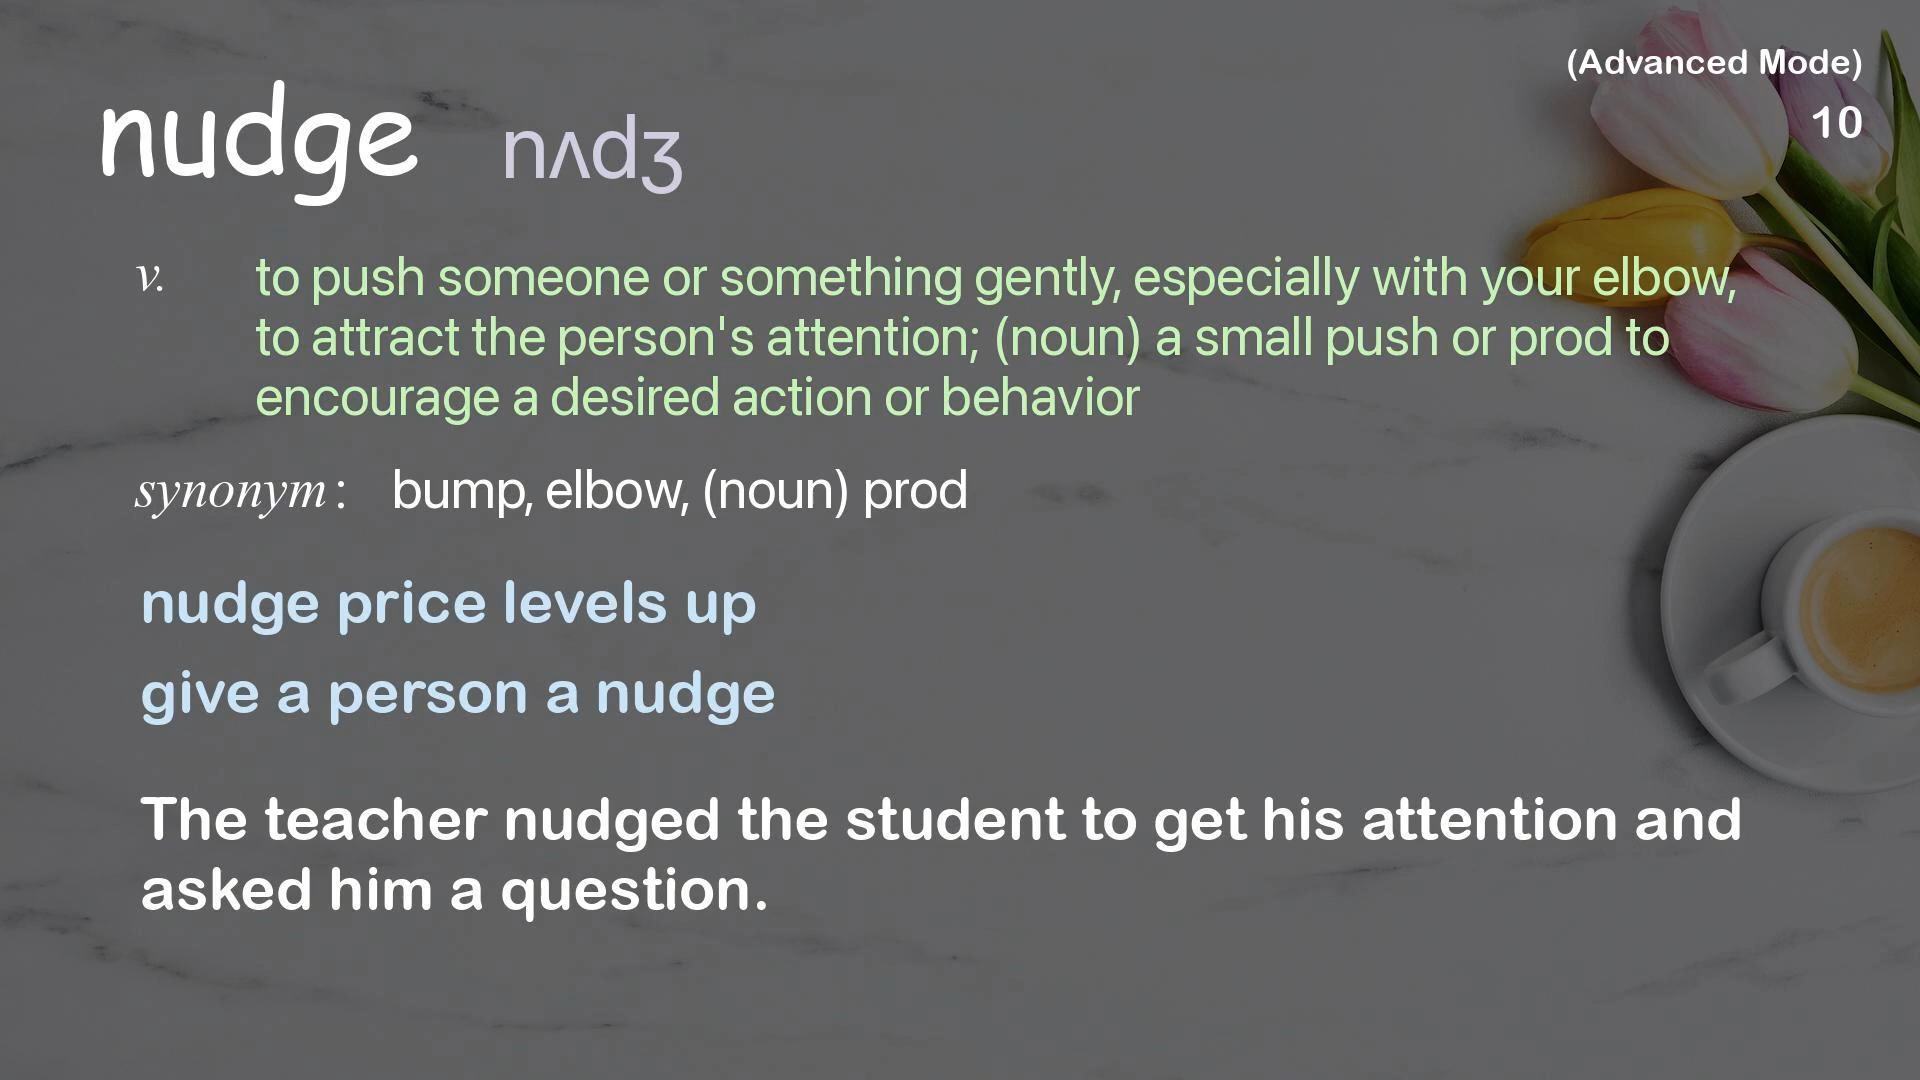 (Advanced Mode)
10
nudge nʌdʒ
v. to push someone or something gently, especially with your elbow,
to attract the person's attention; (noun) a small push or prod to
encourage a desired action or behavior
synonym: bump, elbow, (noun) prod
nudge price levels up
give a person a nudge
The teacher nudged the student to get his attention and
asked him a question.